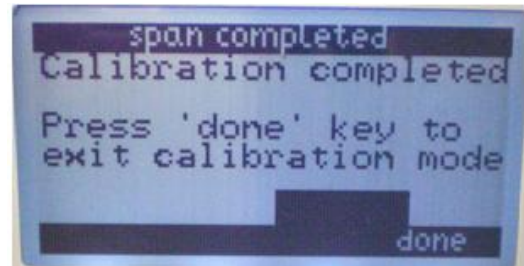 span completed
Calibration completed
Press 'done' key to
exit calibration mode
done